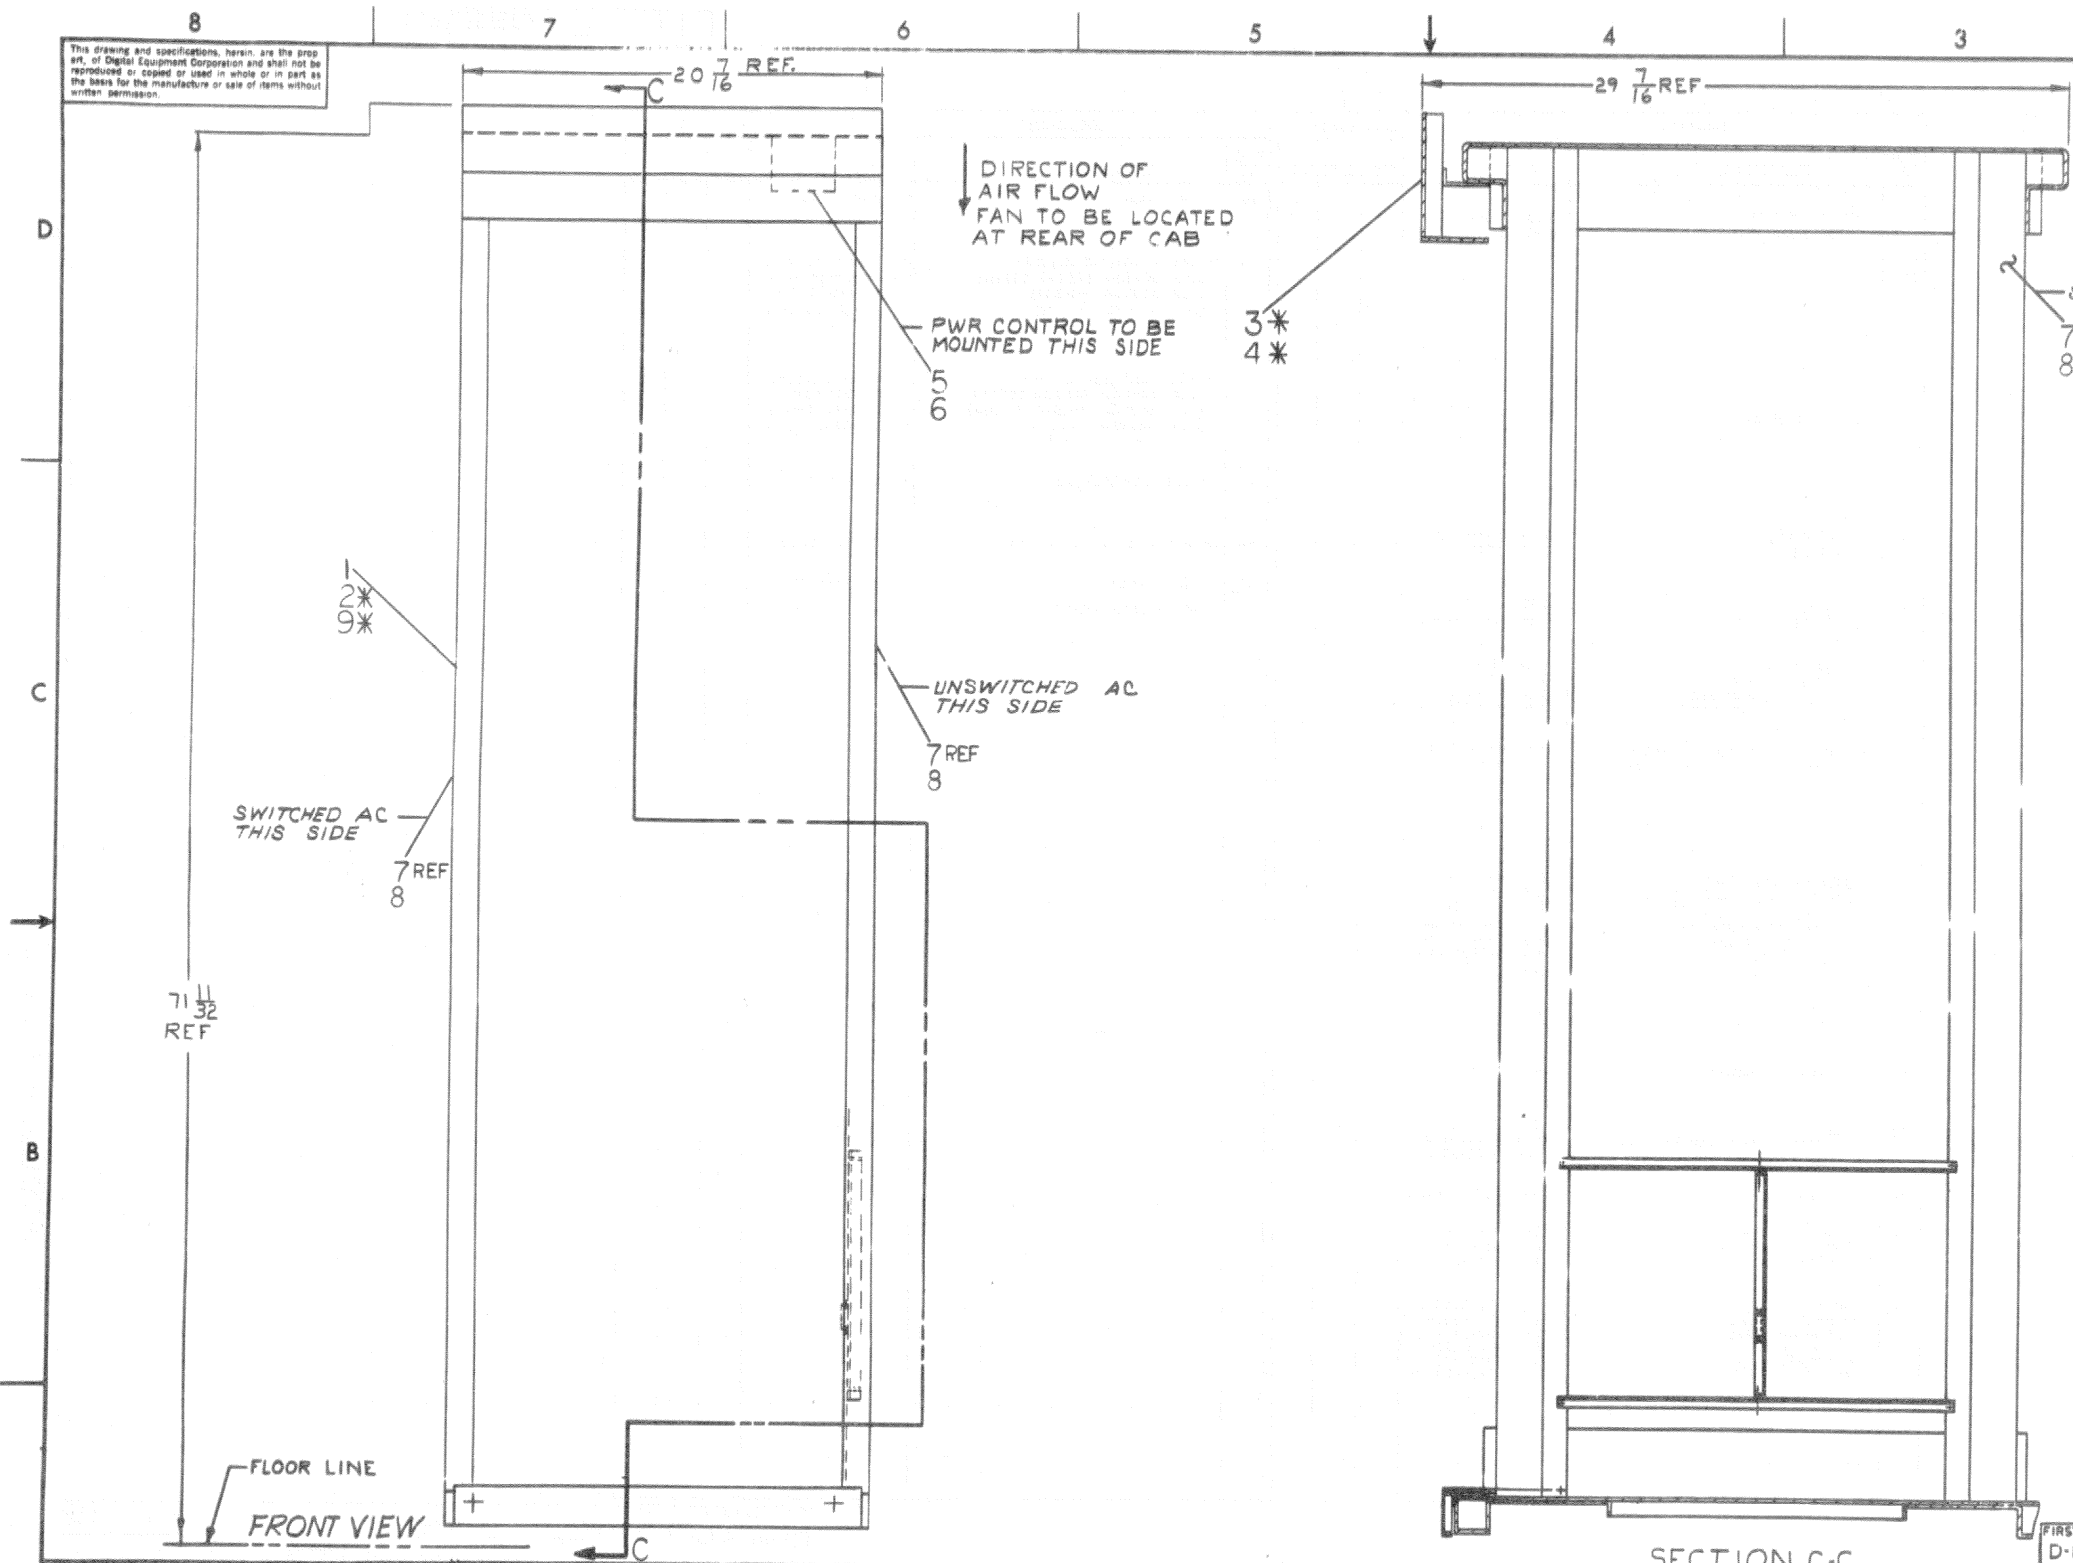 8 7 6 5 4 3
This drawing and specifications, herein, are the prop
ert, of Digital Equipment Corporation and shall not be
reproduced or copied or used in whole or in part as
the basis for the manufacture or sale of items without
written permission.
20 7/16 REF.
C
29 7/16 REF
DIRECTION OF
AIR FLOW
FAN TO BE LOCATED
AT REAR OF CAB
D
PWR CONTROL TO BE
MOUNTED THIS SIDE
5
6
3*
4*
7
8
1
2*
9*
C
UNSWITCHED AC
THIS SIDE
7 REF
8
SWITCHED AC
THIS SIDE
7 REF
8
71 11/32
REF
B
FLOOR LINE
FRONT VIEW
C
SECTION C-C
FIRS
D-